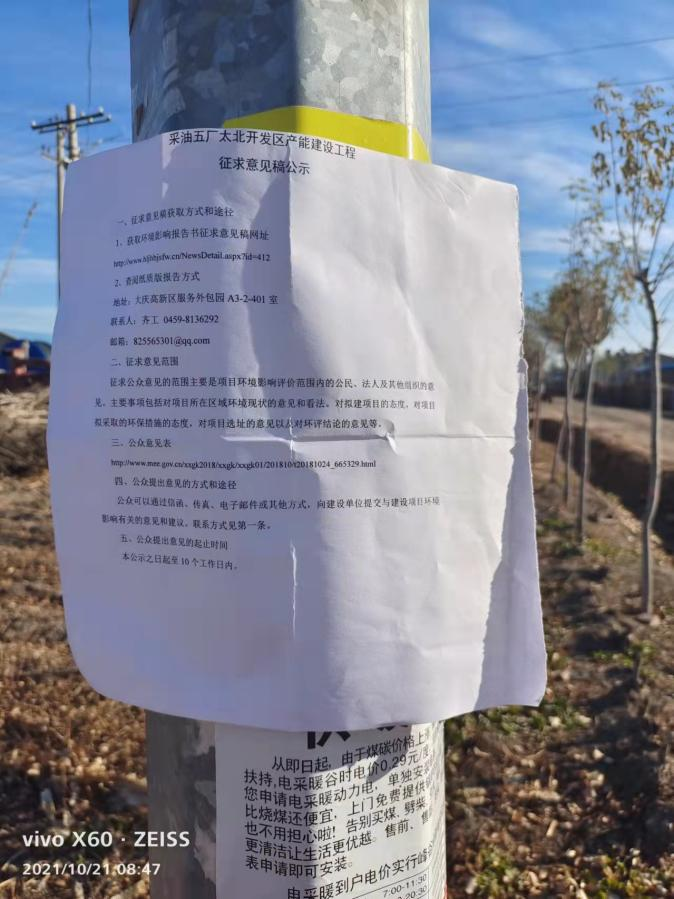 采油五厂太北开发区产能建设工程
征求意见稿公示
一、征求意见稿获取方式和途径
1、获取环境影响报告书征求意见稿网址
http://www.hljhbjsfw.cn/NewsDetail.aspx?id=412
2、查阅纸质版报告方式
地址：大庆高新区服务外包园 A3-2-401 室
联系人：齐工 0459-8136292
邮箱：825565301@qq.com
二、征求意见范围
征求公众意见的范围主要是项目环境影响评价范围内的公民、法人及其他组织的意
见。主要事项包括对项目所在区域环境现状的意见和看法，对拟建项目的态度，对项目
拟采取的环保措施的态度，对项目选址的意见以及对环评结论的意见等。
三、公众意见表
http://www.mee.gov.cn/xxgk2018/xxgk/xxgk01/201810/t20181024_665329.html
四、公众提出意见的方式和途径
公众可以通过信函、传真、电子邮件或其他方式，向建设单位提交与建设项目环境
影响有关的意见和建议。联系方式见第一条。
五、公众提出意见的起止时间
本公示之日起至 10 个工作日内。
从即日起，由于煤碳价格上
扶持,电采暖谷时电价0.29元/度
您申请电采暖动力电，单独安
比烧煤还便宜，上门免费提供
也不用担心啦！告别买煤、劈柴
更清洁让生活更优越。售前、售
表申请即可安装。
电采暖到户电价实行峰
7:00-11:30
-20:30
vivo X60 · ZEISS
2021/10/21 08:47